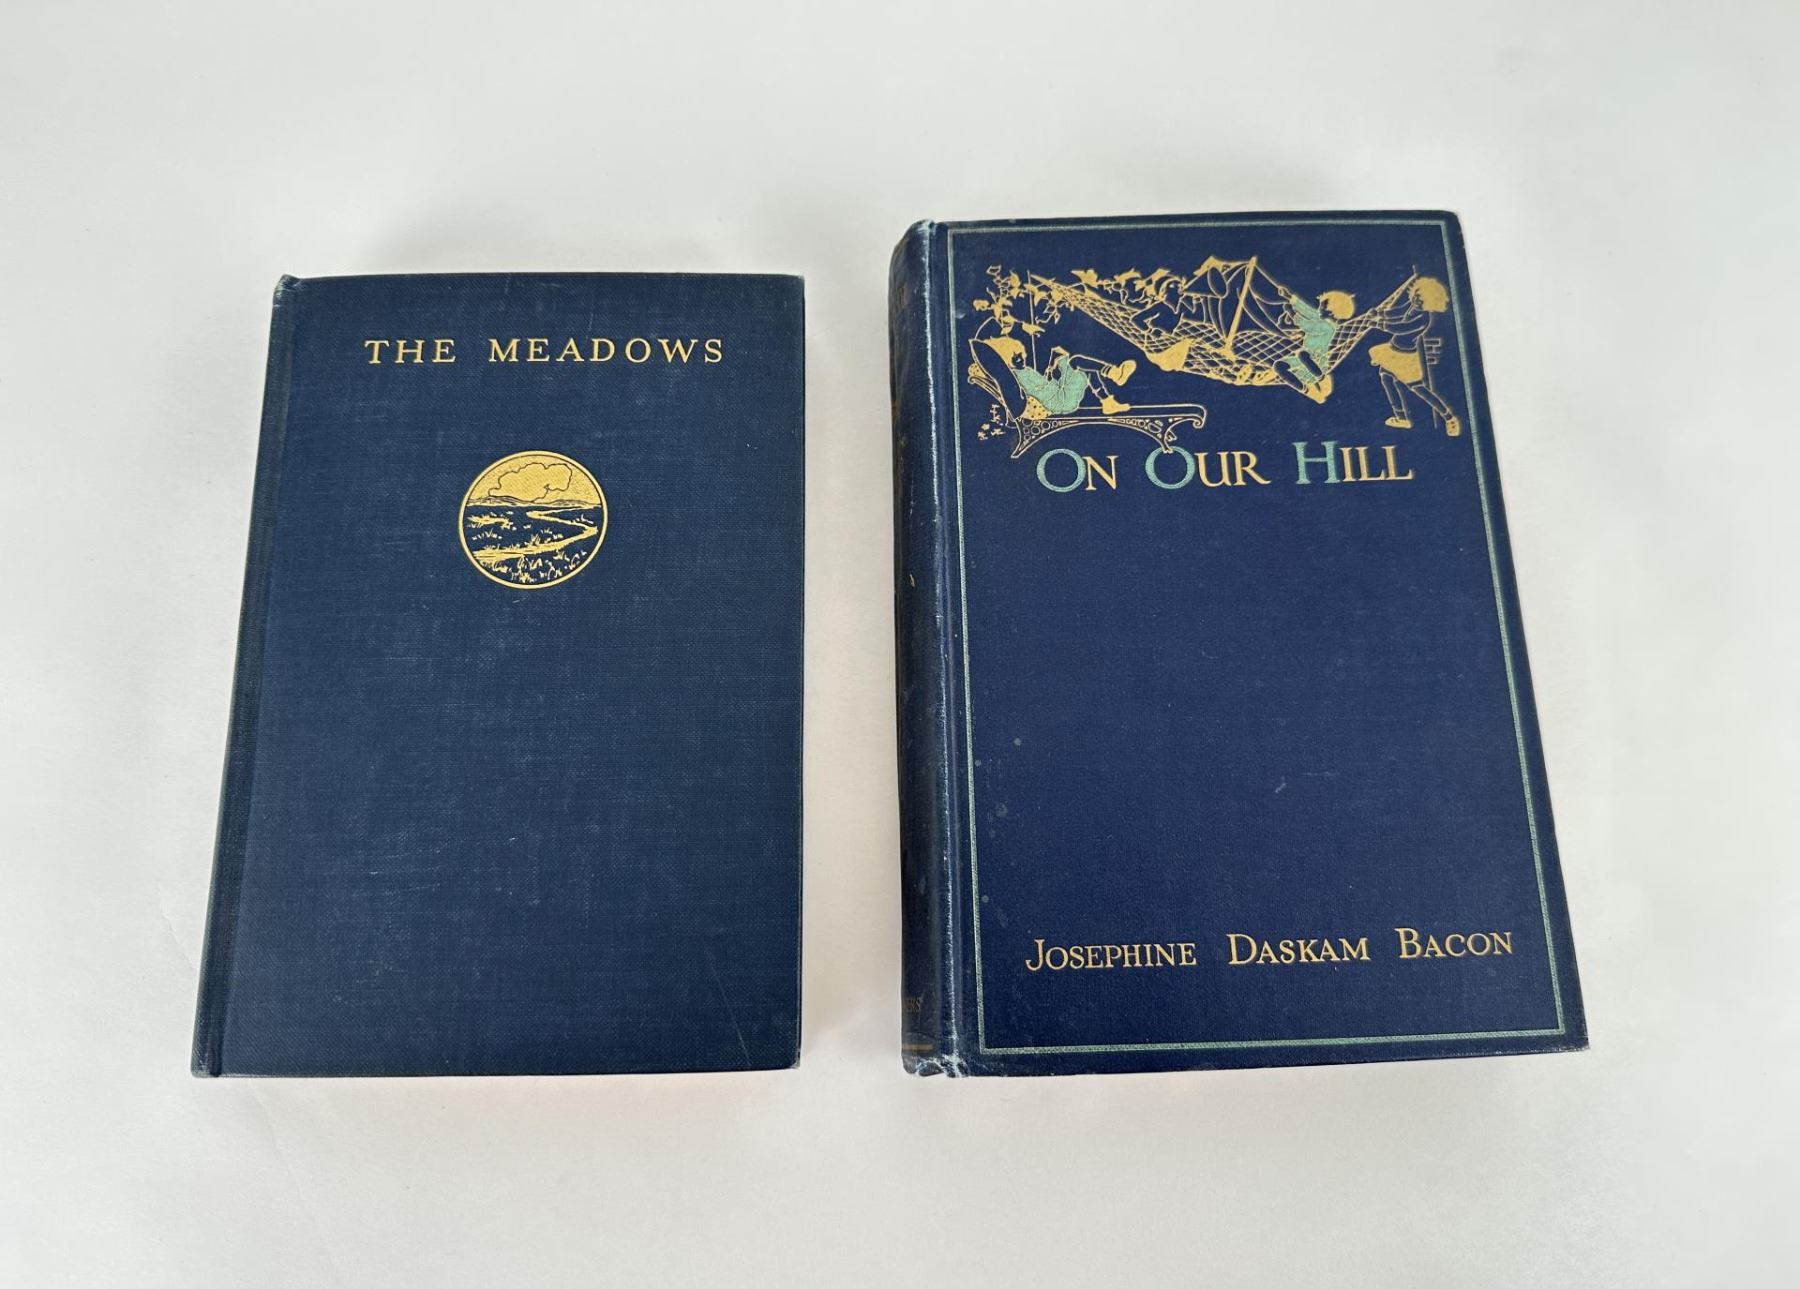 THE MEADOWS
ON OUR HILL
JOSEPHINE DASKAM BACON